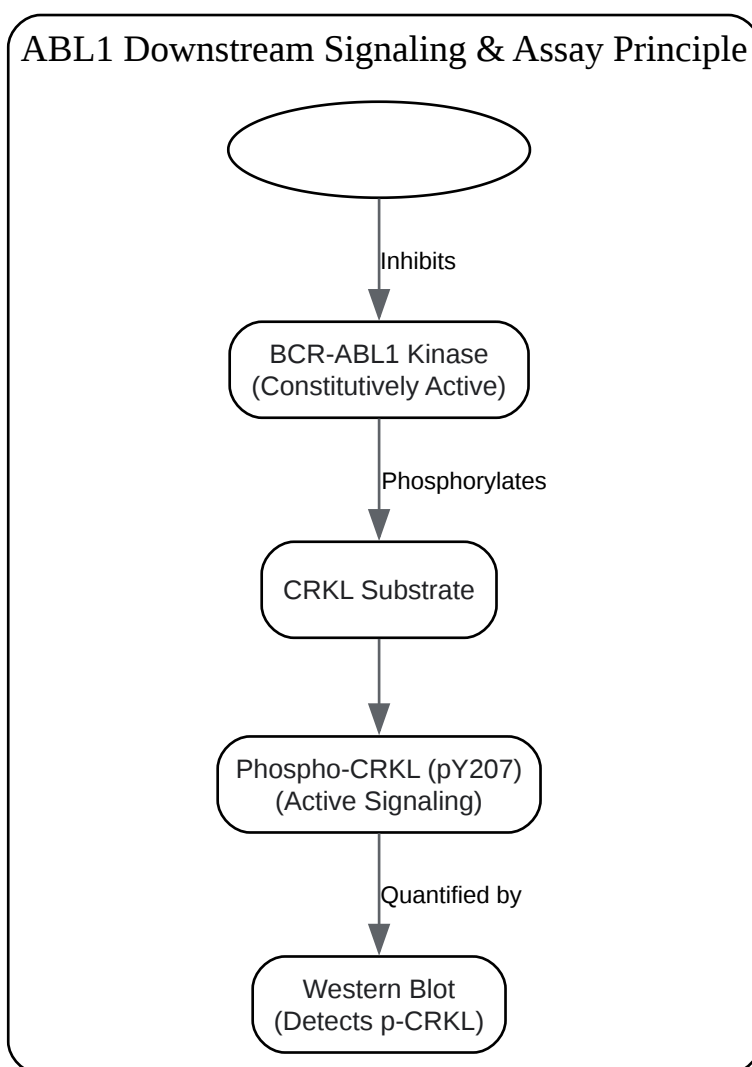 ABL1 Downstream Signaling & Assay Principle
Inhibits
BCR-ABL1 Kinase
(Constitutively Active)
Phosphorylates
CRKL Substrate
Phospho-CRKL (pY207)
(Active Signaling)
Quantified by
Western Blot
(Detects p-CRKL)